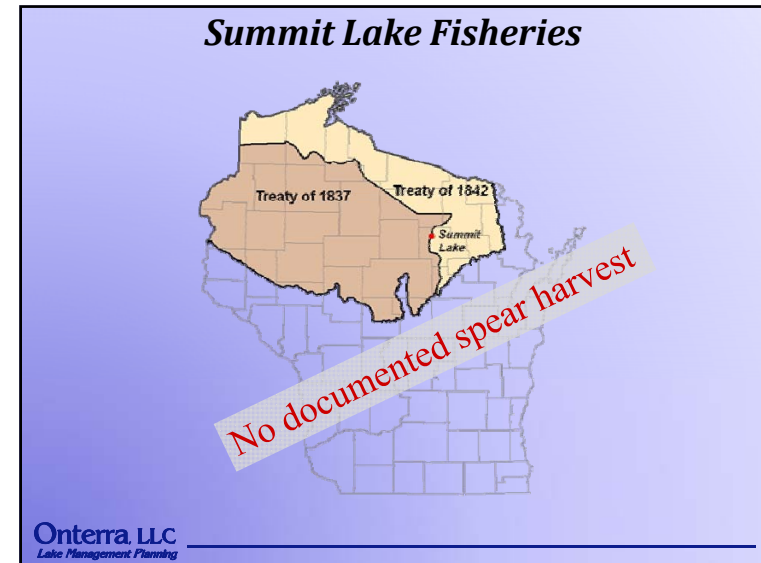 Summit Lake Fisheries
Treaty of 1837
Treaty of 1842
Summit
Lake
No documented spear harvest
Onterra, LLC
Lake Management Planning